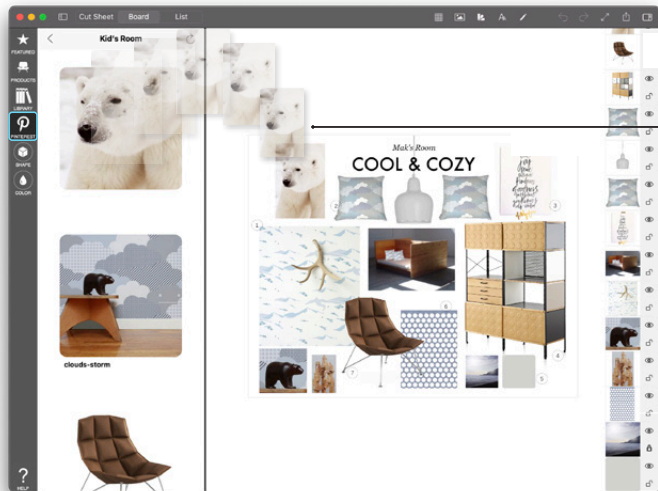 Cut Sheet Board List
Kid's Room
FEATURED
PRODUCTS
LIBRARY
PINTEREST
SHAPE
COLOR
clouds-storm
HELP
Mak's Room
COOL & COZY
1
2
3
4
5
6
7